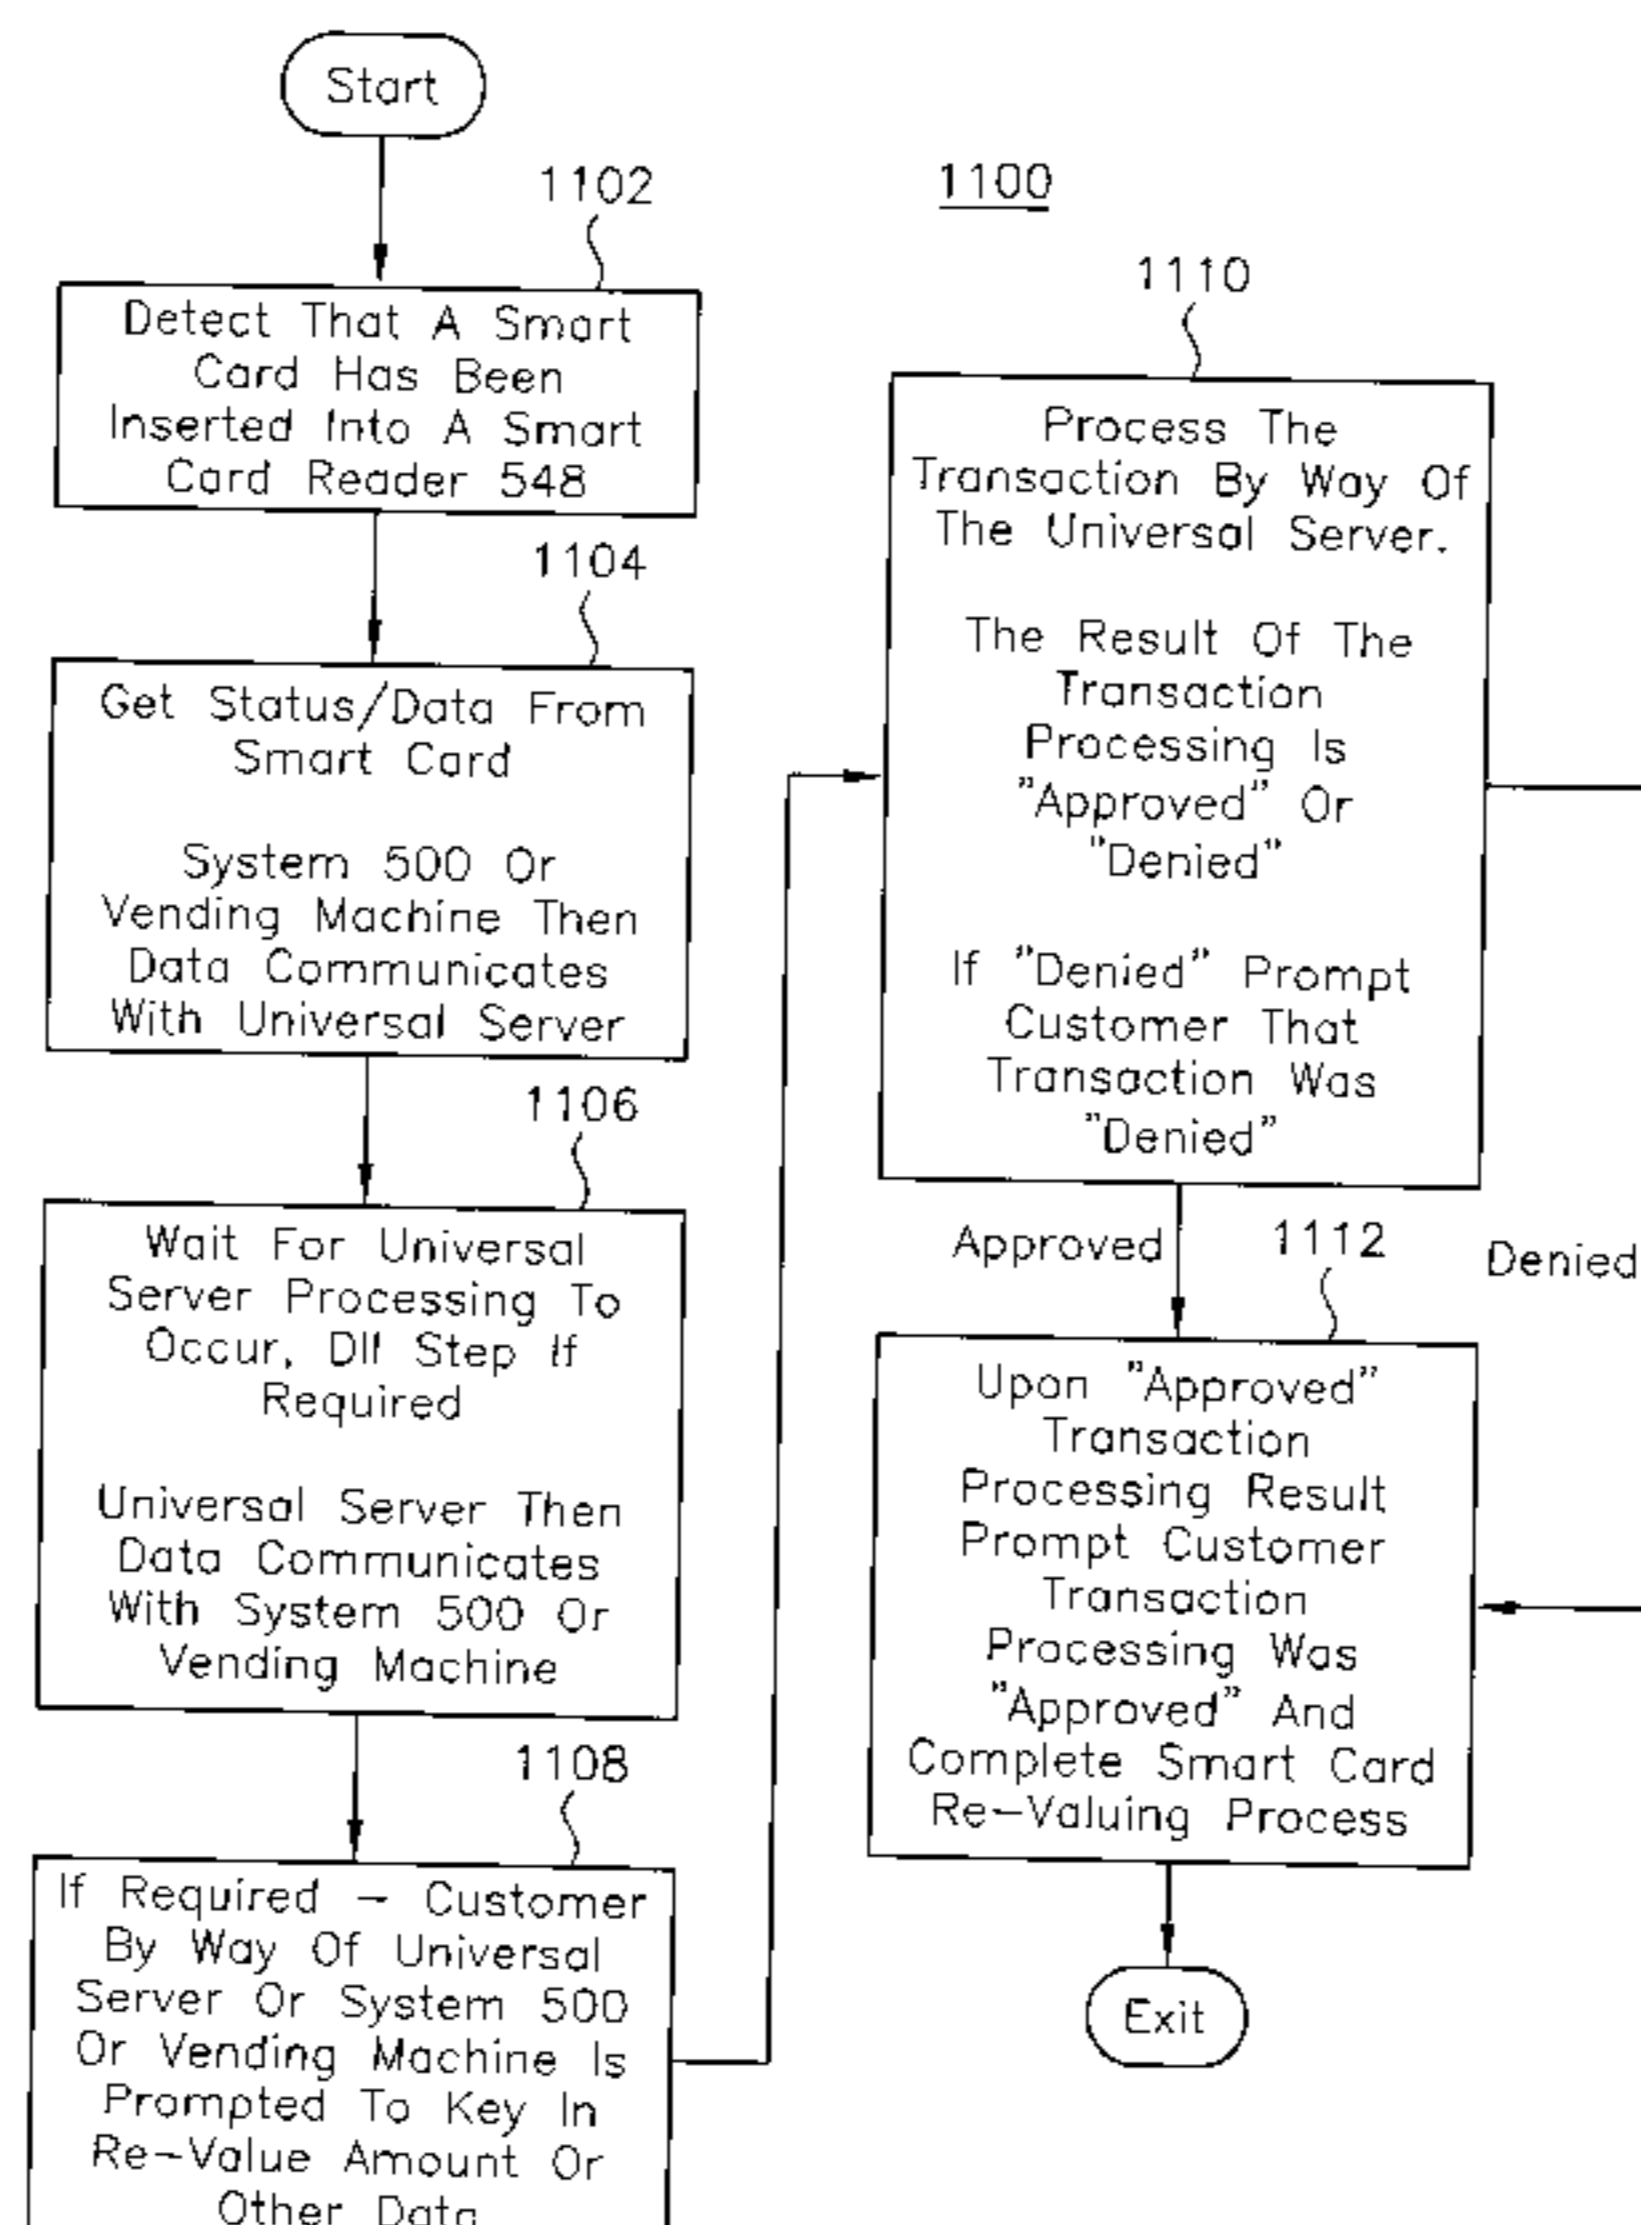 Start
1102
Detect That A Smart
Card Has Been
Inserted Into A Smart
Card Reader 548
1104
Get Status/Data From
Smart Card
System 500 Or
Vending Machine Then
Data Communicates
With Universal Server
1106
Wait For Universal
Server Processing To
Occur, DII Step If
Required
Universal Server Then
Data Communicates
With System 500 Or
Vending Machine
1108
If Required – Customer
By Way Of Universal
Server Or System 500
Or Vending Machine Is
Prompted To Key In
Re–Value Amount Or
Other Data
1100
1110
Process The
Transaction By Way Of
The Universal Server.
The Result Of The
Transaction
Processing Is
"Approved" Or
"Denied"
If "Denied" Prompt
Customer That
Transaction Was
"Denied"
Approved
1112
Denied
Upon "Approved"
Transaction
Processing Result
Prompt Customer
Transaction
Processing Was
"Approved" And
Complete Smart Card
Re–Valuing Process
Exit